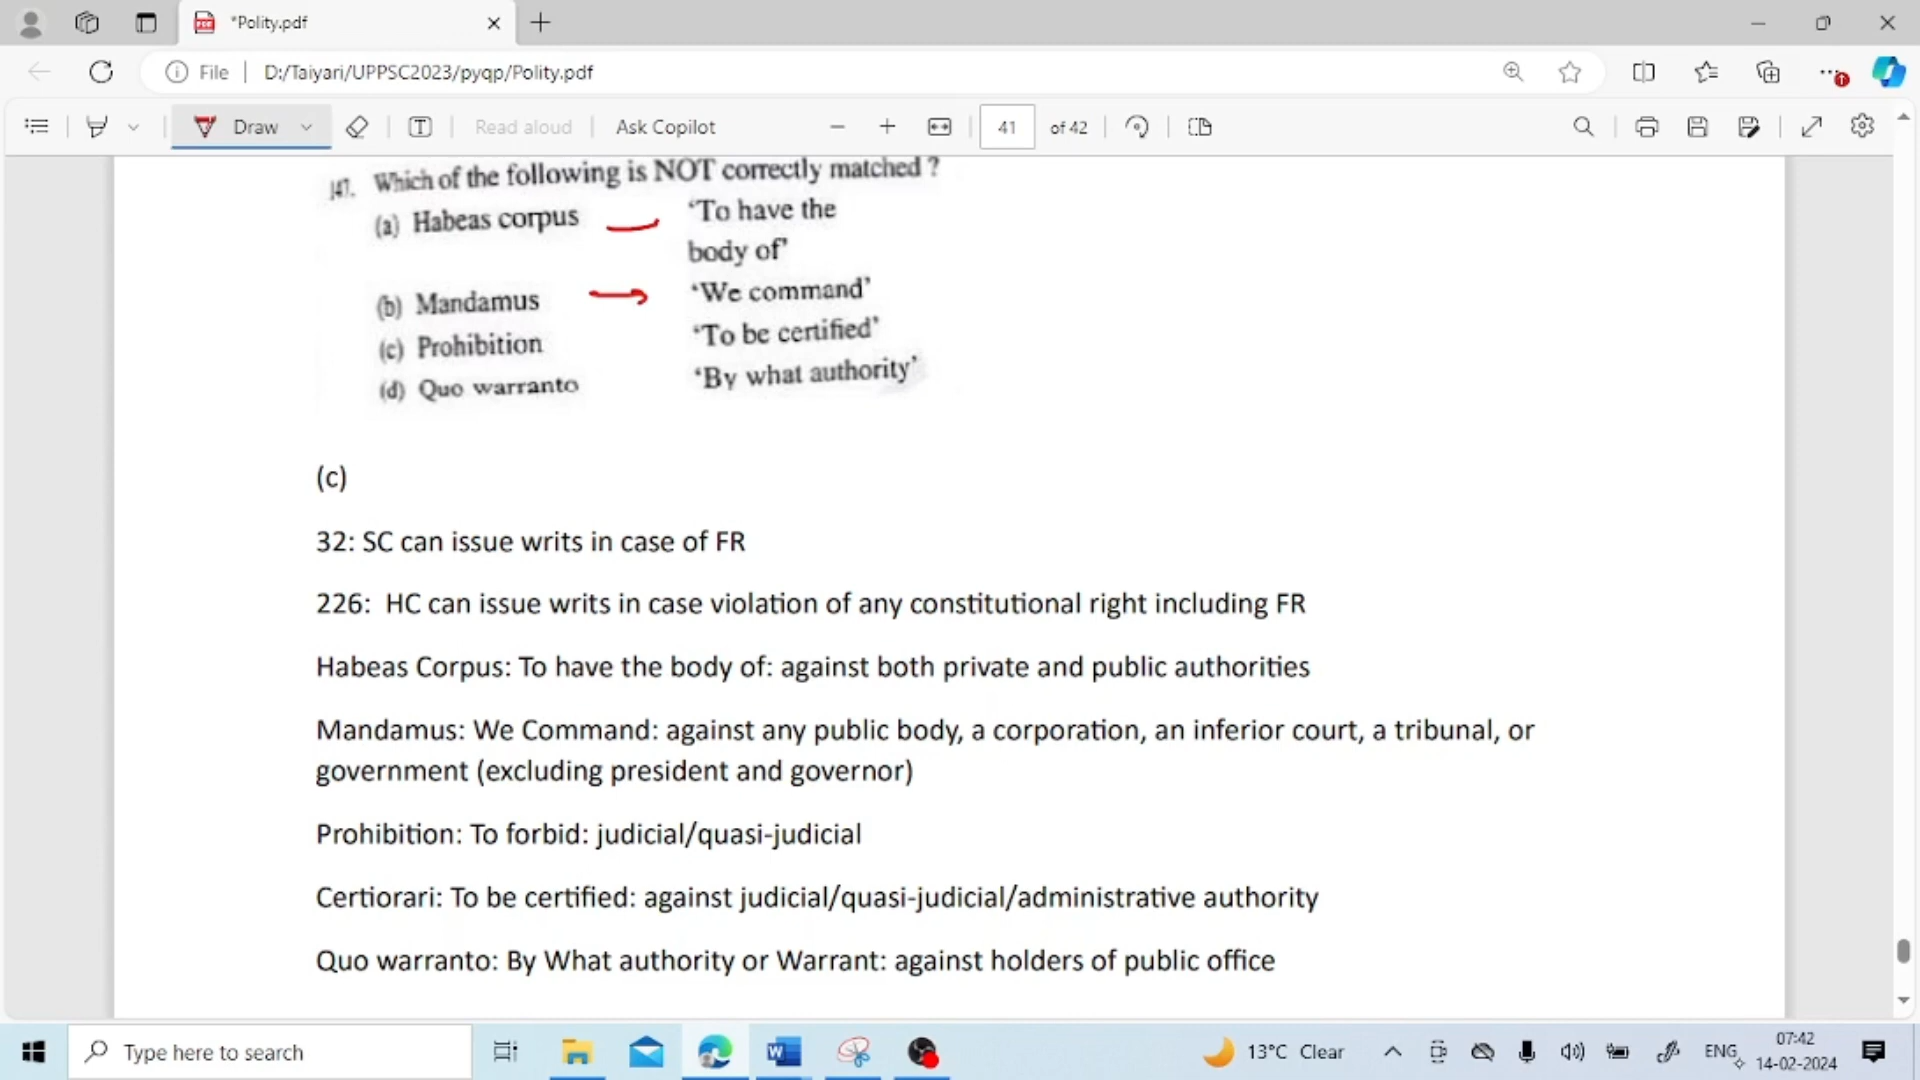 *Polity.pdf
File
D:/Taiyari/UPPSC2023/pyqp/Polity.pdf
Draw
Read aloud
Ask Copilot
41
of 42
147. Which of the following is NOT correctly matched ?
(a) Habeas corpus 'To have the
body of'
(b) Mandamus 'We command'
(c) Prohibition 'To be certified'
(d) Quo warranto 'By what authority'
(c)
32: SC can issue writs in case of FR
226: HC can issue writs in case violation of any constitutional right including FR
Habeas Corpus: To have the body of: against both private and public authorities
Mandamus: We Command: against any public body, a corporation, an inferior court, a tribunal, or
government (excluding president and governor)
Prohibition: To forbid: judicial/quasi-judicial
Certiorari: To be certified: against judicial/quasi-judicial/administrative authority
Quo warranto: By What authority or Warrant: against holders of public office
Type here to search
13°C Clear
ENG
07:42
14-02-2024